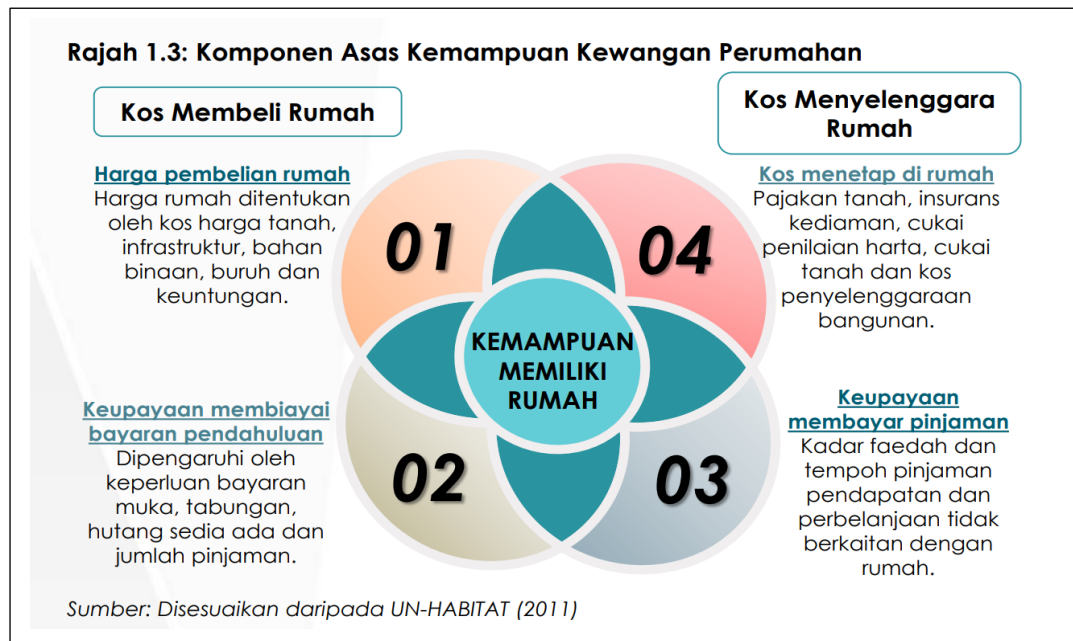 Rajah 1.3: Komponen Asas Kemampuan Kewangan Perumahan
Kos Membeli Rumah
Kos Menyelenggara
Rumah
Harga pembelian rumah
Harga rumah ditentukan
oleh kos harga tanah,
infrastruktur, bahan
binaan, buruh dan
keuntungan.
01
04
Kos menetap di rumah
Pajakan tanah, insurans
kediaman, cukai
penilaian harta, cukai
tanah dan kos
penyelenggaraan
bangunan.
KEMAMPUAN
MEMILIKI
RUMAH
Keupayaan membiayai
bayaran pendahuluan
Dipengaruhi oleh
keperluan bayaran
muka, tabungan,
hutang sedia ada dan
jumlah pinjaman.
02
03
Keupayaan
membayar pinjaman
Kadar faedah dan
tempoh pinjaman
pendapatan dan
perbelanjaan tidak
berkaitan dengan
rumah.
Sumber: Disesuaikan daripada UN-HABITAT (2011)